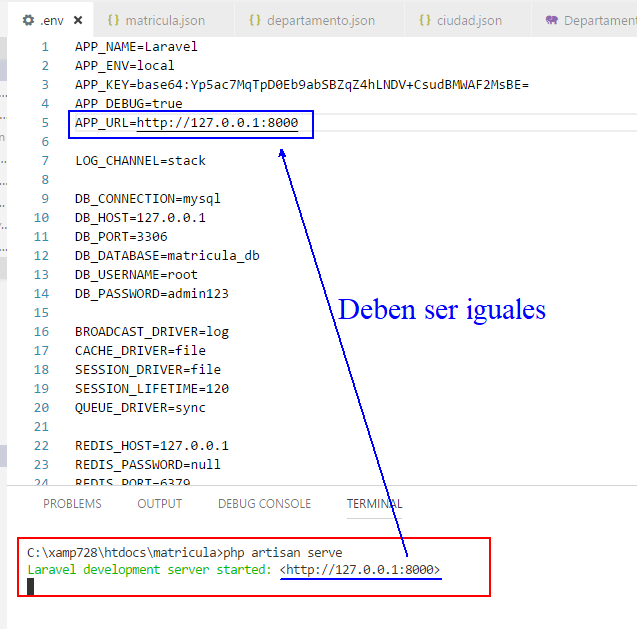 .env matricula.json departamento.json ciudad.json Departament
1 APP_NAME=Laravel
2 APP_ENV=local
3 APP_KEY=base64:Yp5ac7MqTpD0Eb9abSBZqZ4hLNDV+CsudBMWAF2MsBE=
4 APP_DEBUG=true
5 APP_URL=http://127.0.0.1:8000
6
7 LOG_CHANNEL=stack
8
9 DB_CONNECTION=mysql
10 DB_HOST=127.0.0.1
11 DB_PORT=3306
12 DB_DATABASE=matricula_db
13 DB_USERNAME=root
14 DB_PASSWORD=admin123
Deben ser iguales
15
16 BROADCAST_DRIVER=log
17 CACHE_DRIVER=file
18 SESSION_DRIVER=file
19 SESSION_LIFETIME=120
20 QUEUE_DRIVER=sync
21
22 REDIS_HOST=127.0.0.1
23 REDIS_PASSWORD=null
24 REDIS_PORT=6379
PROBLEMS OUTPUT DEBUG CONSOLE TERMINAL
C:\xamp728\htdocs\matricula>php artisan serve
Laravel development server started: <http://127.0.0.1:8000>